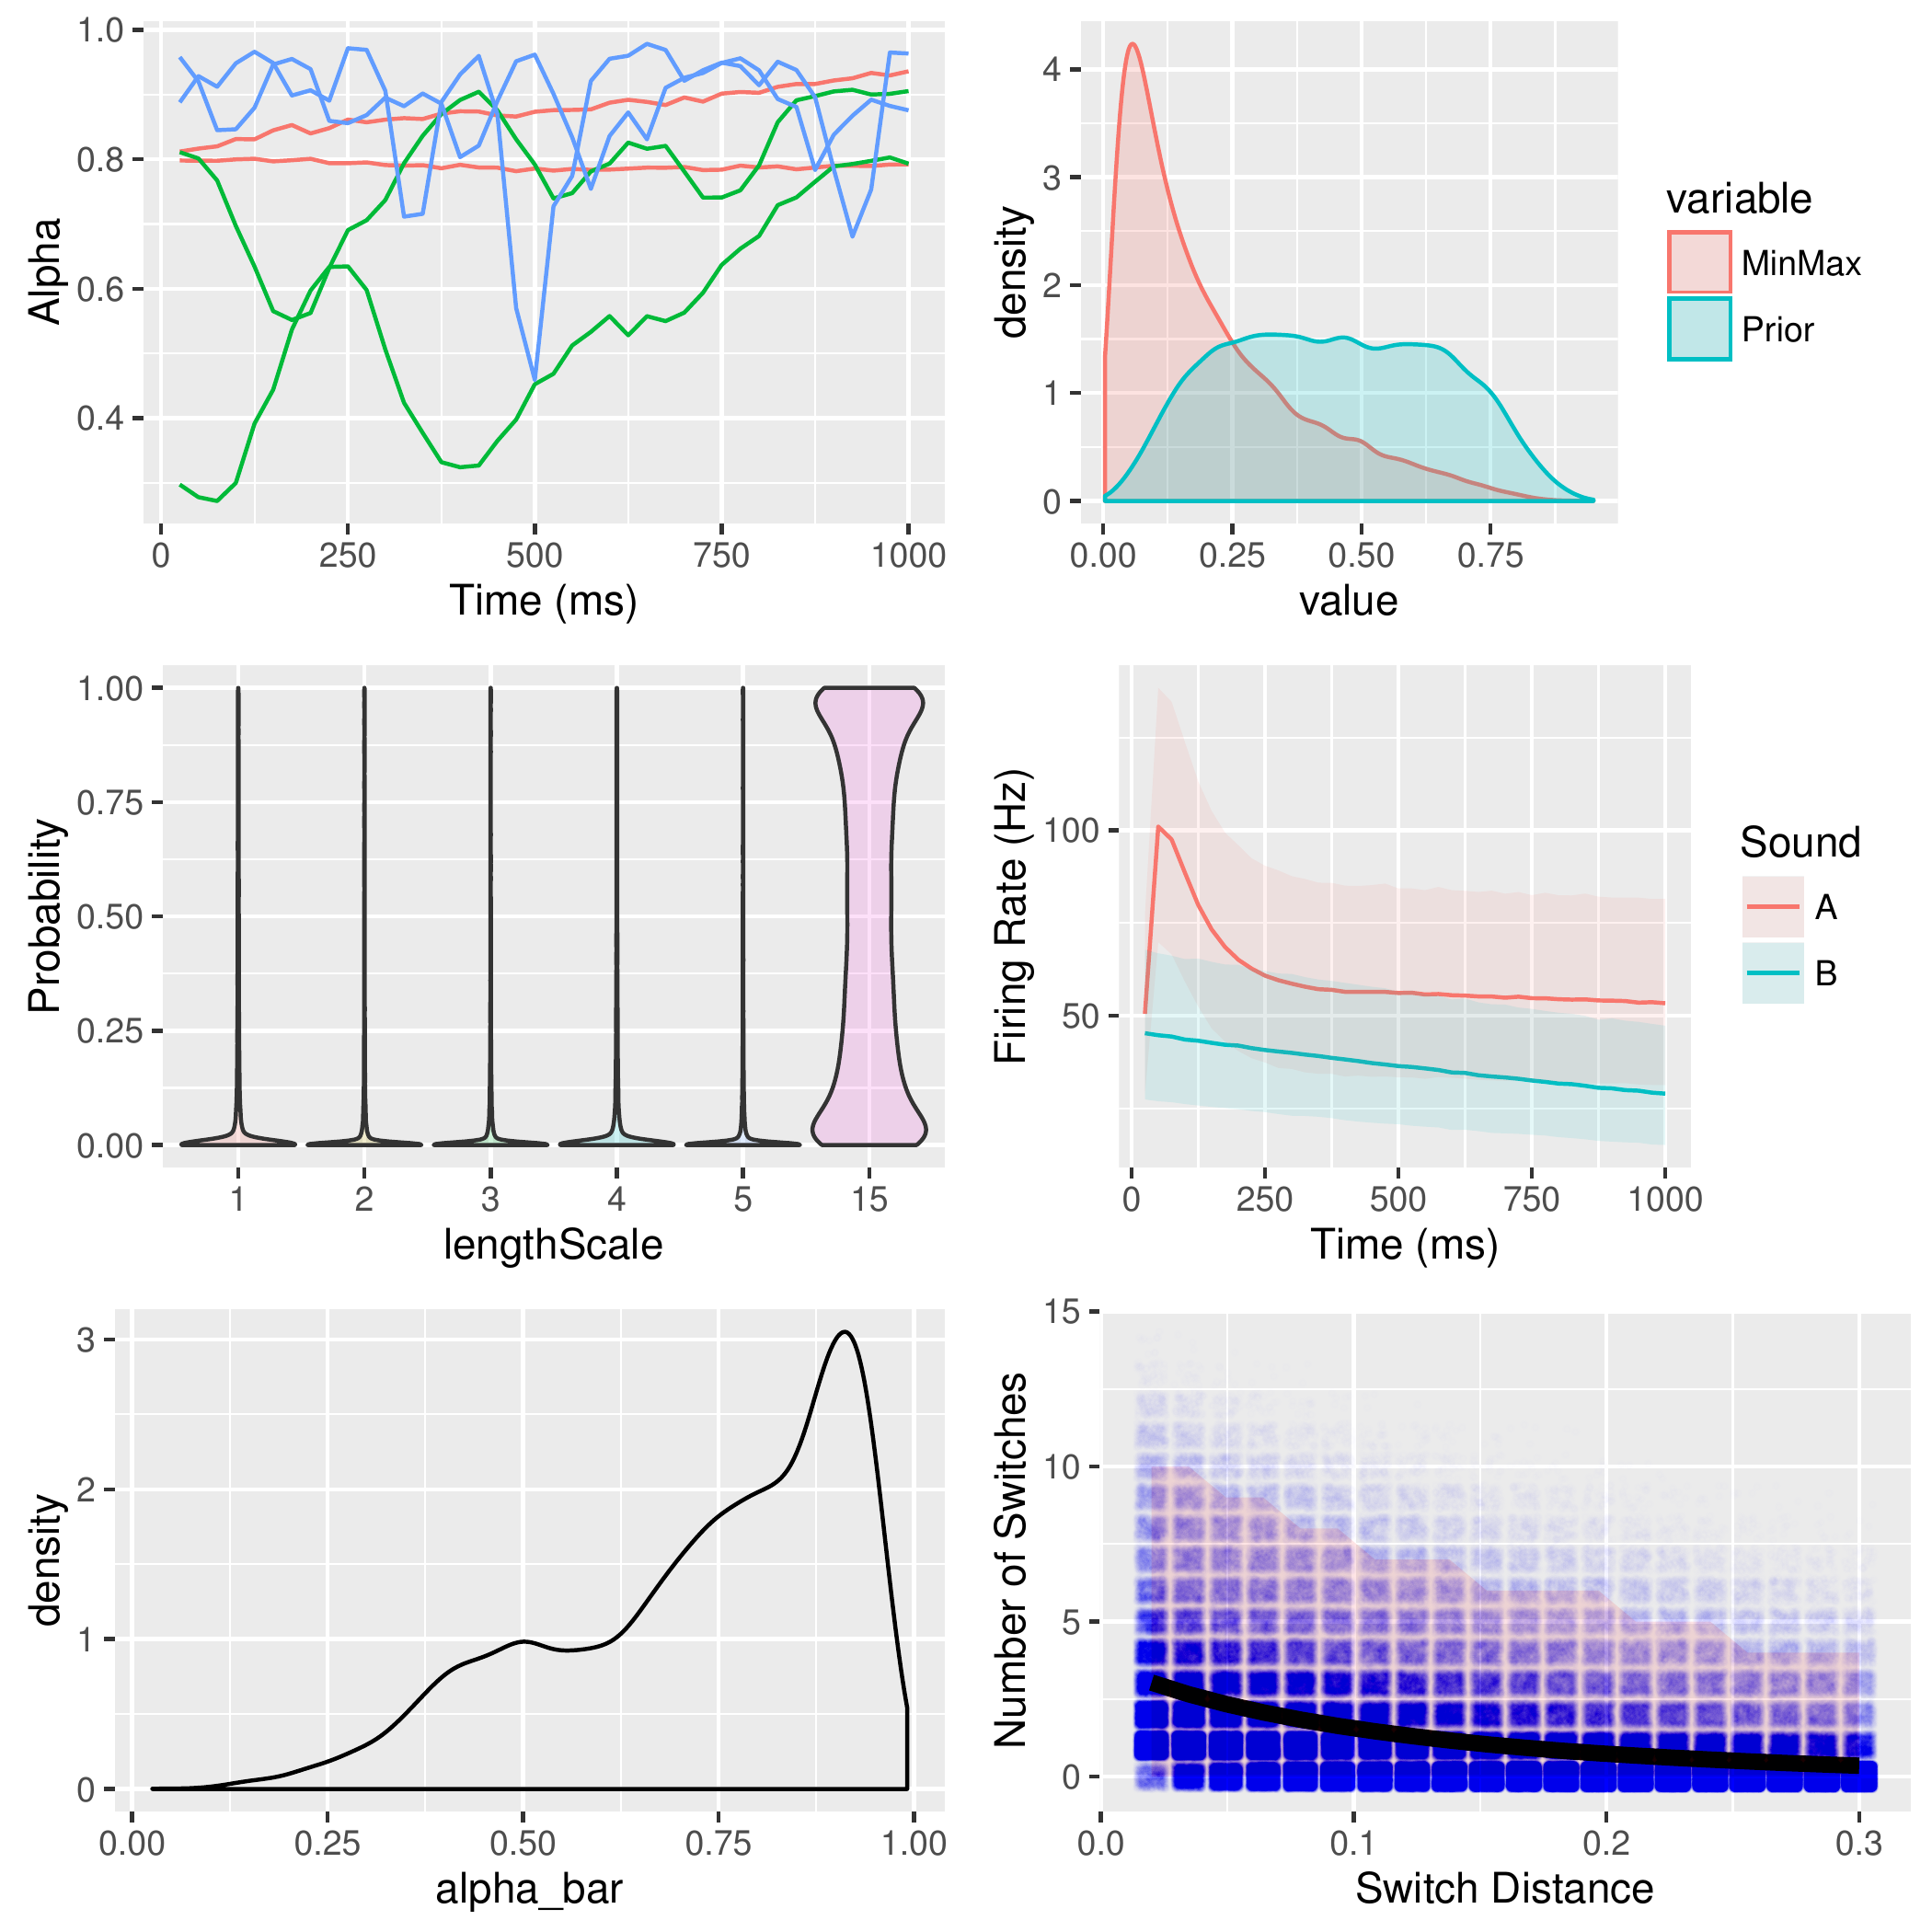 Alpha
1.0
0.8
0.6
0.4
0 250 500 750 1000
Time (ms)
density
4
3
2
1
0
0.00 0.25 0.50 0.75
value
variable
MinMax
Prior
Probability
1.00
0.75
0.50
0.25
0.00
1 2 3 4 5 15
lengthScale
Firing Rate (Hz)
100
50
0 250 500 750 1000
Time (ms)
Sound
A
B
density
3
2
1
0
0.00 0.25 0.50 0.75 1.00
alpha_bar
Number of Switches
15
10
5
0
0.0 0.1 0.2 0.3
Switch Distance